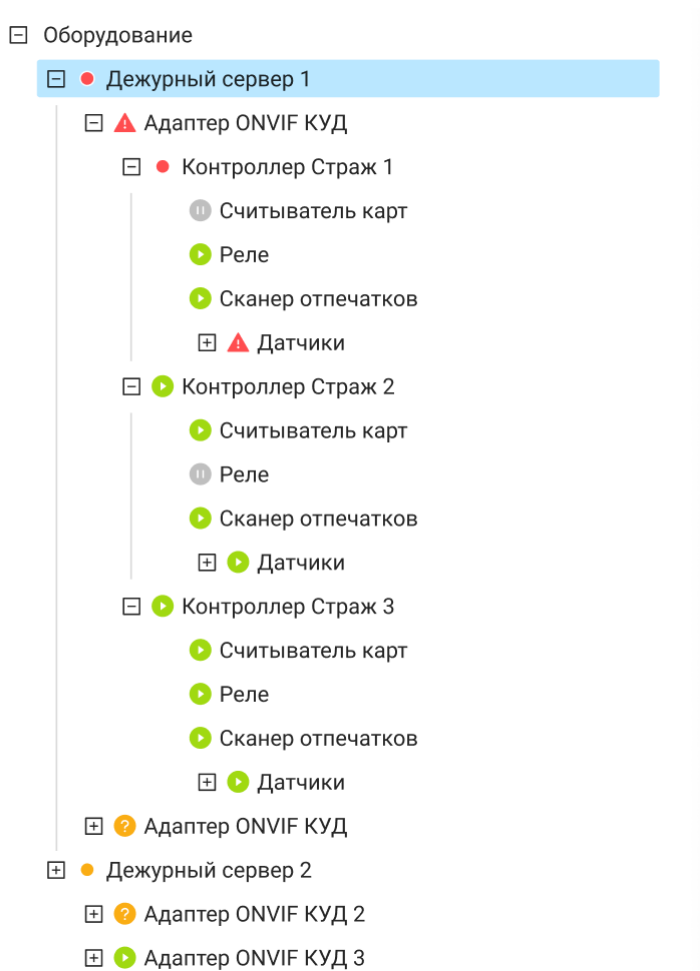 Оборудование
Дежурный сервер 1
Адаптер ONVIF КУД
Контроллер Страж 1
Считыватель карт
Реле
Сканер отпечатков
Датчики
Контроллер Страж 2
Считыватель карт
Реле
Сканер отпечатков
Датчики
Контроллер Страж 3
Считыватель карт
Реле
Сканер отпечатков
Датчики
Адаптер ONVIF КУД
Дежурный сервер 2
Адаптер ONVIF КУД 2
Адаптер ONVIF КУД 3